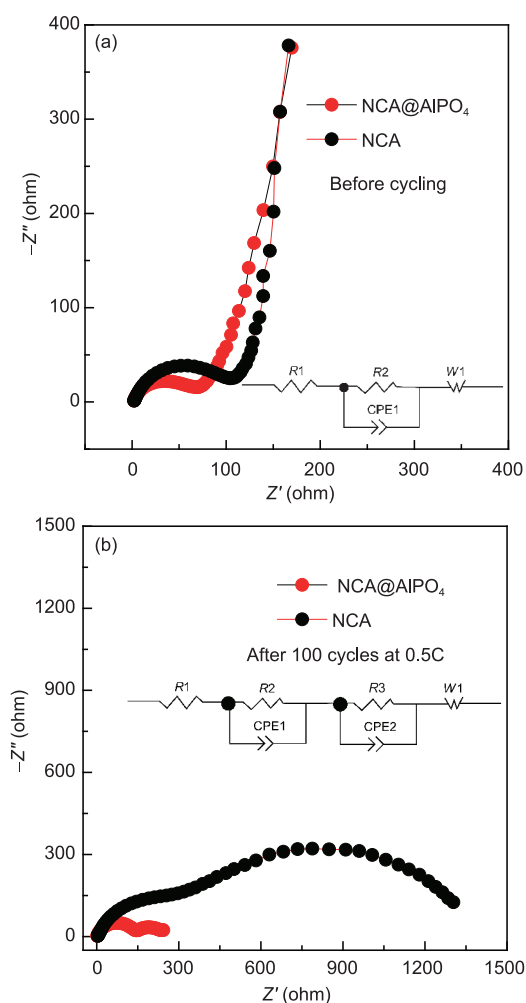 (a)
400
300
200
100
0
−Z″ (ohm)
NCA@AlPO₄
NCA
Before cycling
R1
R2
W1
CPE1
0
100
200
300
400
Z′ (ohm)
(b)
1500
1200
900
600
300
0
−Z″ (ohm)
NCA@AlPO₄
NCA
After 100 cycles at 0.5C
R1
R2
R3
W1
CPE1
CPE2
0
300
600
900
1200
1500
Z′ (ohm)